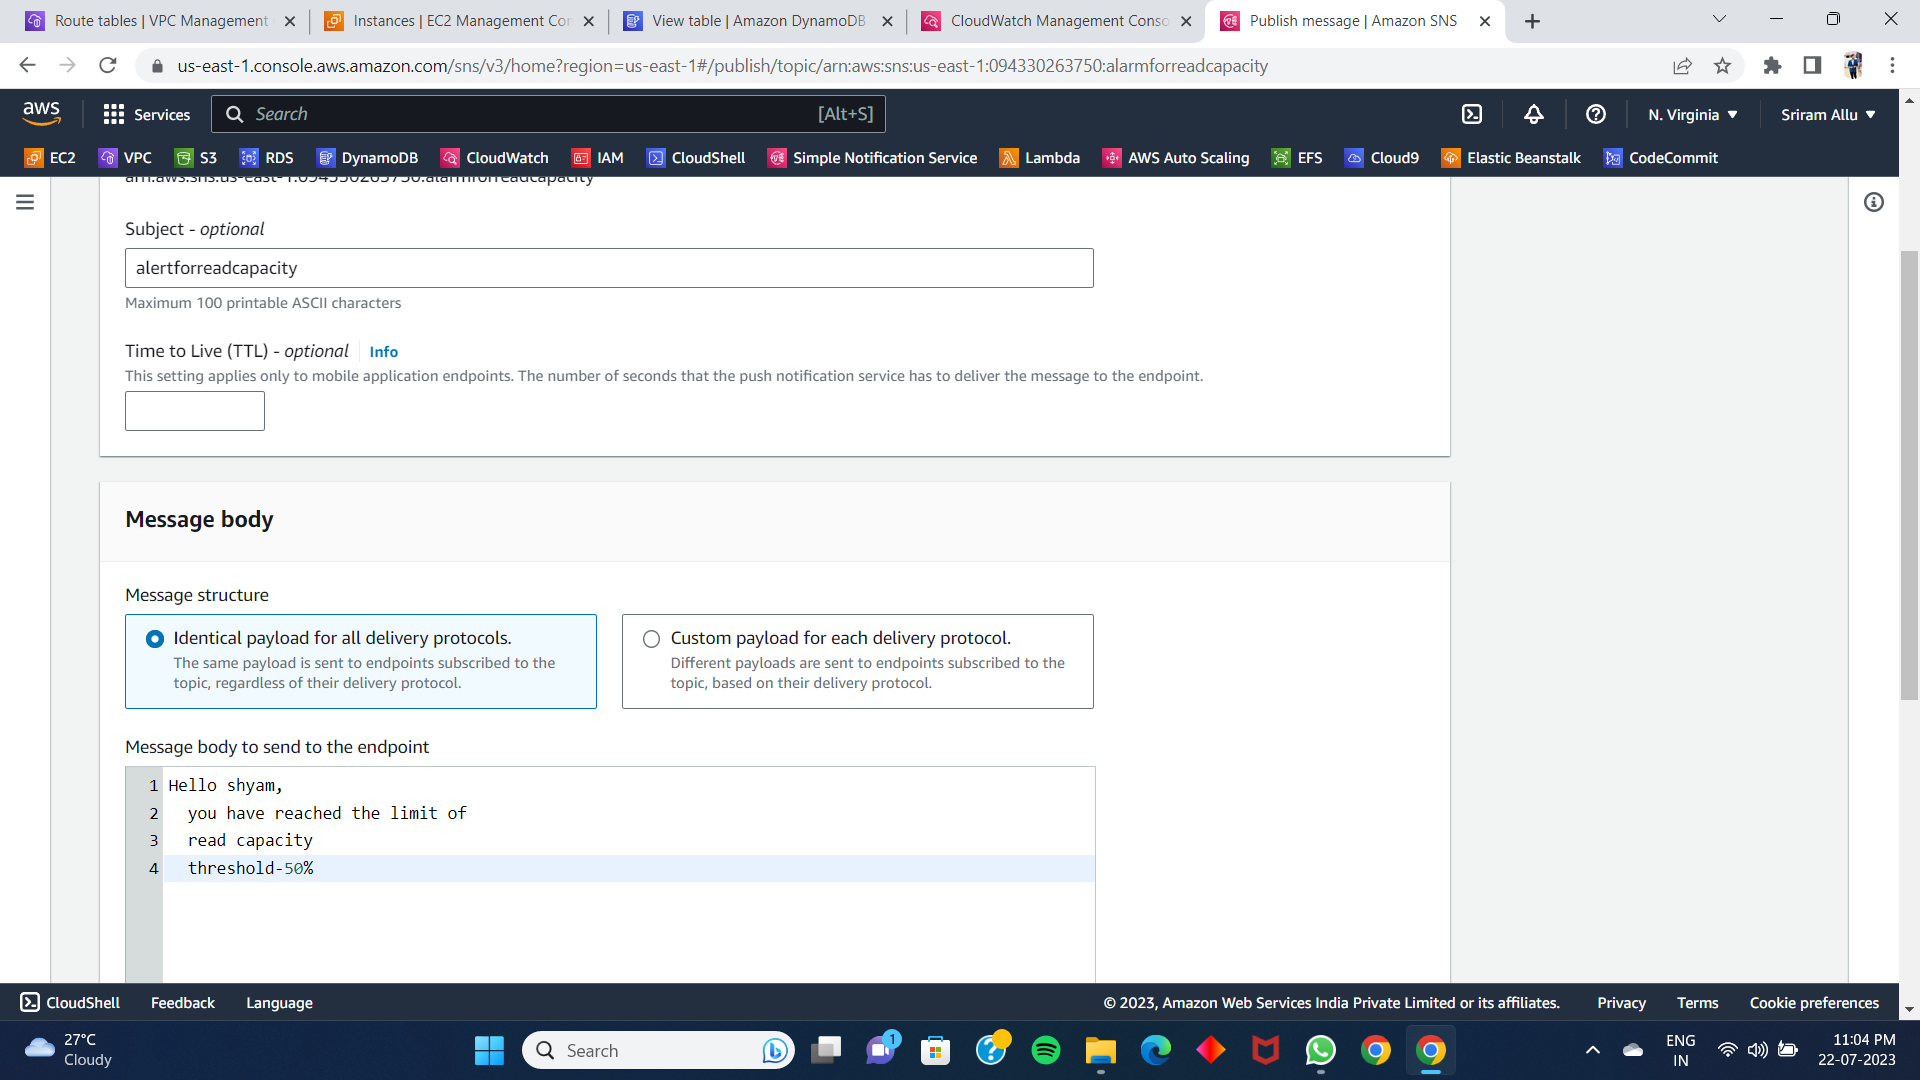 Route tables | VPC Management
Instances | EC2 Management Con
View table | Amazon DynamoDB
CloudWatch Management Conso
Publish message | Amazon SNS
us-east-1.console.aws.amazon.com/sns/v3/home?region=us-east-1#/publish/topic/arn:aws:sns:us-east-1:094330263750:alarmforreadcapacity
aws
Services
Search
[Alt+S]
N. Virginia
Sriram Allu
EC2
VPC
S3
RDS
DynamoDB
CloudWatch
IAM
CloudShell
Simple Notification Service
Lambda
AWS Auto Scaling
EFS
Cloud9
Elastic Beanstalk
CodeCommit
arn:aws:sns:us-east-1:094330263750:alarmforreadcapacity
Subject - optional
alertforreadcapacity
Maximum 100 printable ASCII characters
Time to Live (TTL) - optional
Info
This setting applies only to mobile application endpoints. The number of seconds that the push notification service has to deliver the message to the endpoint.
Message body
Message structure
Identical payload for all delivery protocols.
The same payload is sent to endpoints subscribed to the
topic, regardless of their delivery protocol.
Custom payload for each delivery protocol.
Different payloads are sent to endpoints subscribed to the
topic, based on their delivery protocol.
Message body to send to the endpoint
1 Hello shyam,
2 you have reached the limit of
3 read capacity
4 threshold-50%
CloudShell
Feedback
Language
© 2023, Amazon Web Services India Private Limited or its affiliates.
Privacy
Terms
Cookie preferences
27°C
Cloudy
Search
1
ENG
IN
11:04 PM
22-07-2023